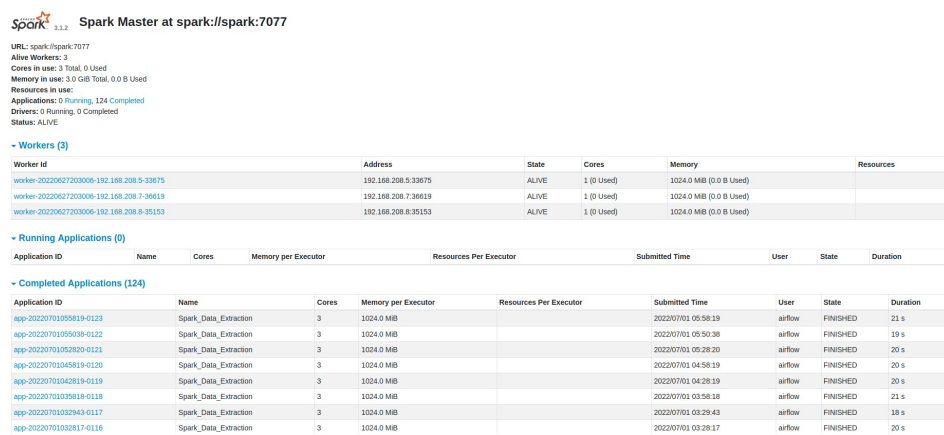 APACHE
Spark 3.1.2 Spark Master at spark://spark:7077
URL: spark://spark:7077
Alive Workers: 3
Cores in use: 3 Total, 0 Used
Memory in use: 3.0 GiB Total, 0.0 B Used
Resources in use:
Applications: 0 Running, 124 Completed
Drivers: 0 Running, 0 Completed
Status: ALIVE
Workers (3)
Worker Id Address State Cores Memory Resources
worker-20220627203006-192.168.208.5-33675 192.168.208.5:33675 ALIVE 1 (0 Used) 1024.0 MiB (0.0 B Used)
worker-20220627203006-192.168.208.7-36619 192.168.208.7:36619 ALIVE 1 (0 Used) 1024.0 MiB (0.0 B Used)
worker-20220627203006-192.168.208.8-35153 192.168.208.8:35153 ALIVE 1 (0 Used) 1024.0 MiB (0.0 B Used)
Running Applications (0)
Application ID Name Cores Memory per Executor Resources Per Executor Submitted Time User State Duration
Completed Applications (124)
Application ID Name Cores Memory per Executor Resources Per Executor Submitted Time User State Duration
app-20220701055819-0123 Spark_Data_Extraction 3 1024.0 MiB 2022/07/01 05:58:19 airflow FINISHED 21 s
app-20220701055038-0122 Spark_Data_Extraction 3 1024.0 MiB 2022/07/01 05:50:38 airflow FINISHED 19 s
app-20220701052820-0121 Spark_Data_Extraction 3 1024.0 MiB 2022/07/01 05:28:20 airflow FINISHED 20 s
app-20220701045819-0120 Spark_Data_Extraction 3 1024.0 MiB 2022/07/01 04:58:19 airflow FINISHED 20 s
app-20220701042819-0119 Spark_Data_Extraction 3 1024.0 MiB 2022/07/01 04:28:19 airflow FINISHED 20 s
app-20220701035818-0118 Spark_Data_Extraction 3 1024.0 MiB 2022/07/01 03:58:18 airflow FINISHED 21 s
app-20220701032943-0117 Spark_Data_Extraction 3 1024.0 MiB 2022/07/01 03:29:43 airflow FINISHED 18 s
app-20220701032817-0116 Spark_Data_Extraction 3 1024.0 MiB 2022/07/01 03:28:17 airflow FINISHED 20 s